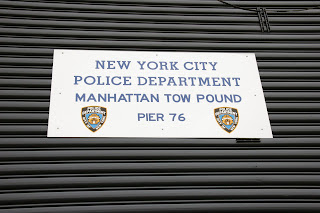 NEW YORK CITY
POLICE DEPARTMENT
MANHATTAN TOW POUND
PIER 76